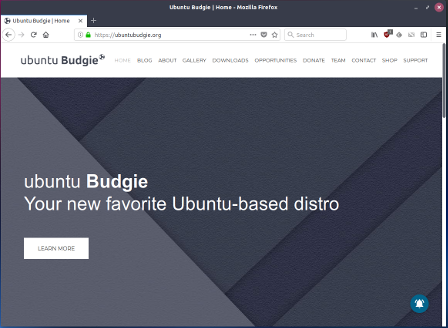 Ubuntu Budgie | Home - Mozilla Firefox
Ubuntu Budgie | Home
https://ubuntubudgie.org
Search
ubuntu Budgie
HOME BLOG ABOUT GALLERY DOWNLOADS OPPORTUNITIES DONATE TEAM CONTACT SHOP SUPPORT
ubuntu Budgie
Your new favorite Ubuntu-based distro
LEARN MORE